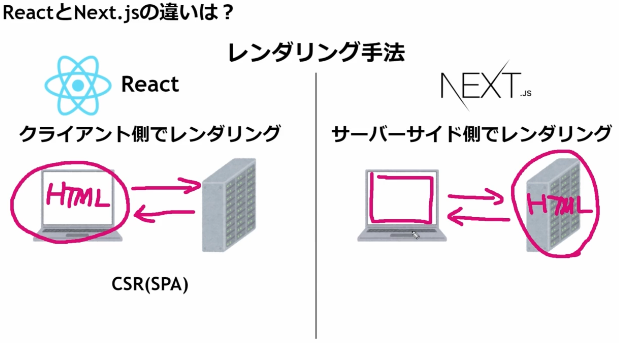 ReactとNext.jsの違いは？
レンダリング手法
React
NEXT.JS
クライアント側でレンダリング
サーバーサイド側でレンダリング
HTML
HTML
CSR(SPA)